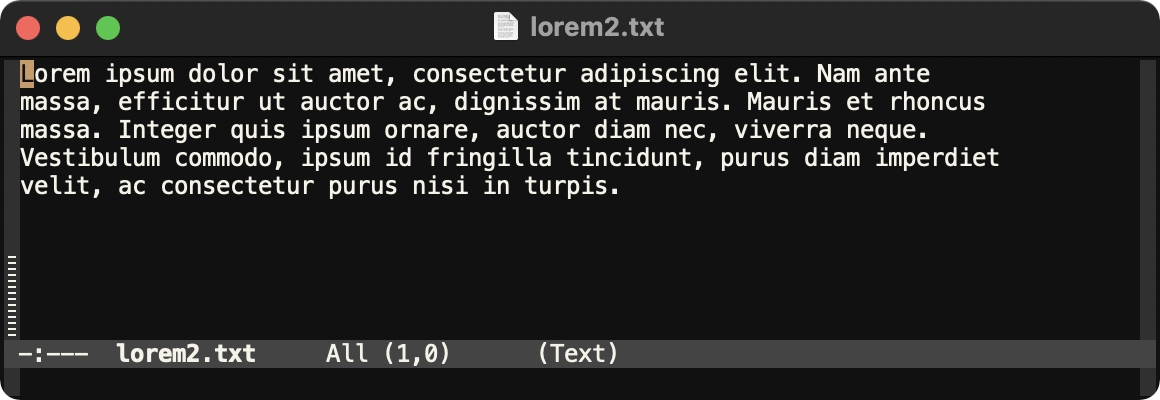 lorem2.txt
Lorem ipsum dolor sit amet, consectetur adipiscing elit. Nam ante
massa, efficitur ut auctor ac, dignissim at mauris. Mauris et rhoncus
massa. Integer quis ipsum ornare, auctor diam nec, viverra neque.
Vestibulum commodo, ipsum id fringilla tincidunt, purus diam imperdiet
velit, ac consectetur purus nisi in turpis.
-:--- lorem2.txt All (1,0) (Text)